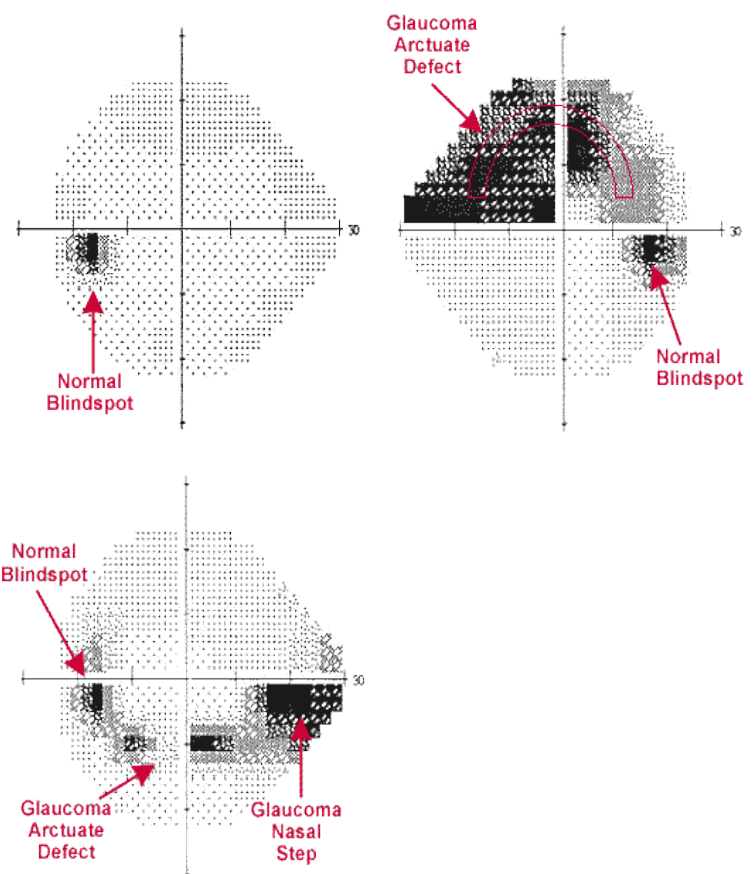 Glaucoma
Arctuate
Defect
30
30
Normal
Blindspot
Normal
Blindspot
Normal
Blindspot
30
Glaucoma
Arctuate
Defect
Glaucoma
Nasal
Step